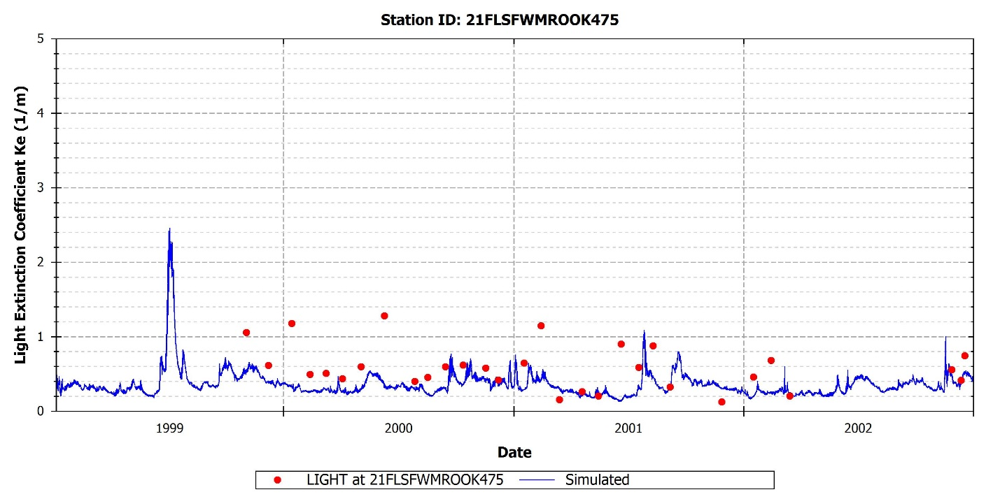 Station ID: 21FLSFWMROOK475
Light Extinction Coefficient Ke (1/m)
5
4
3
2
1
0
1999 2000 2001 2002
Date
LIGHT at 21FLSFWMROOK475 Simulated